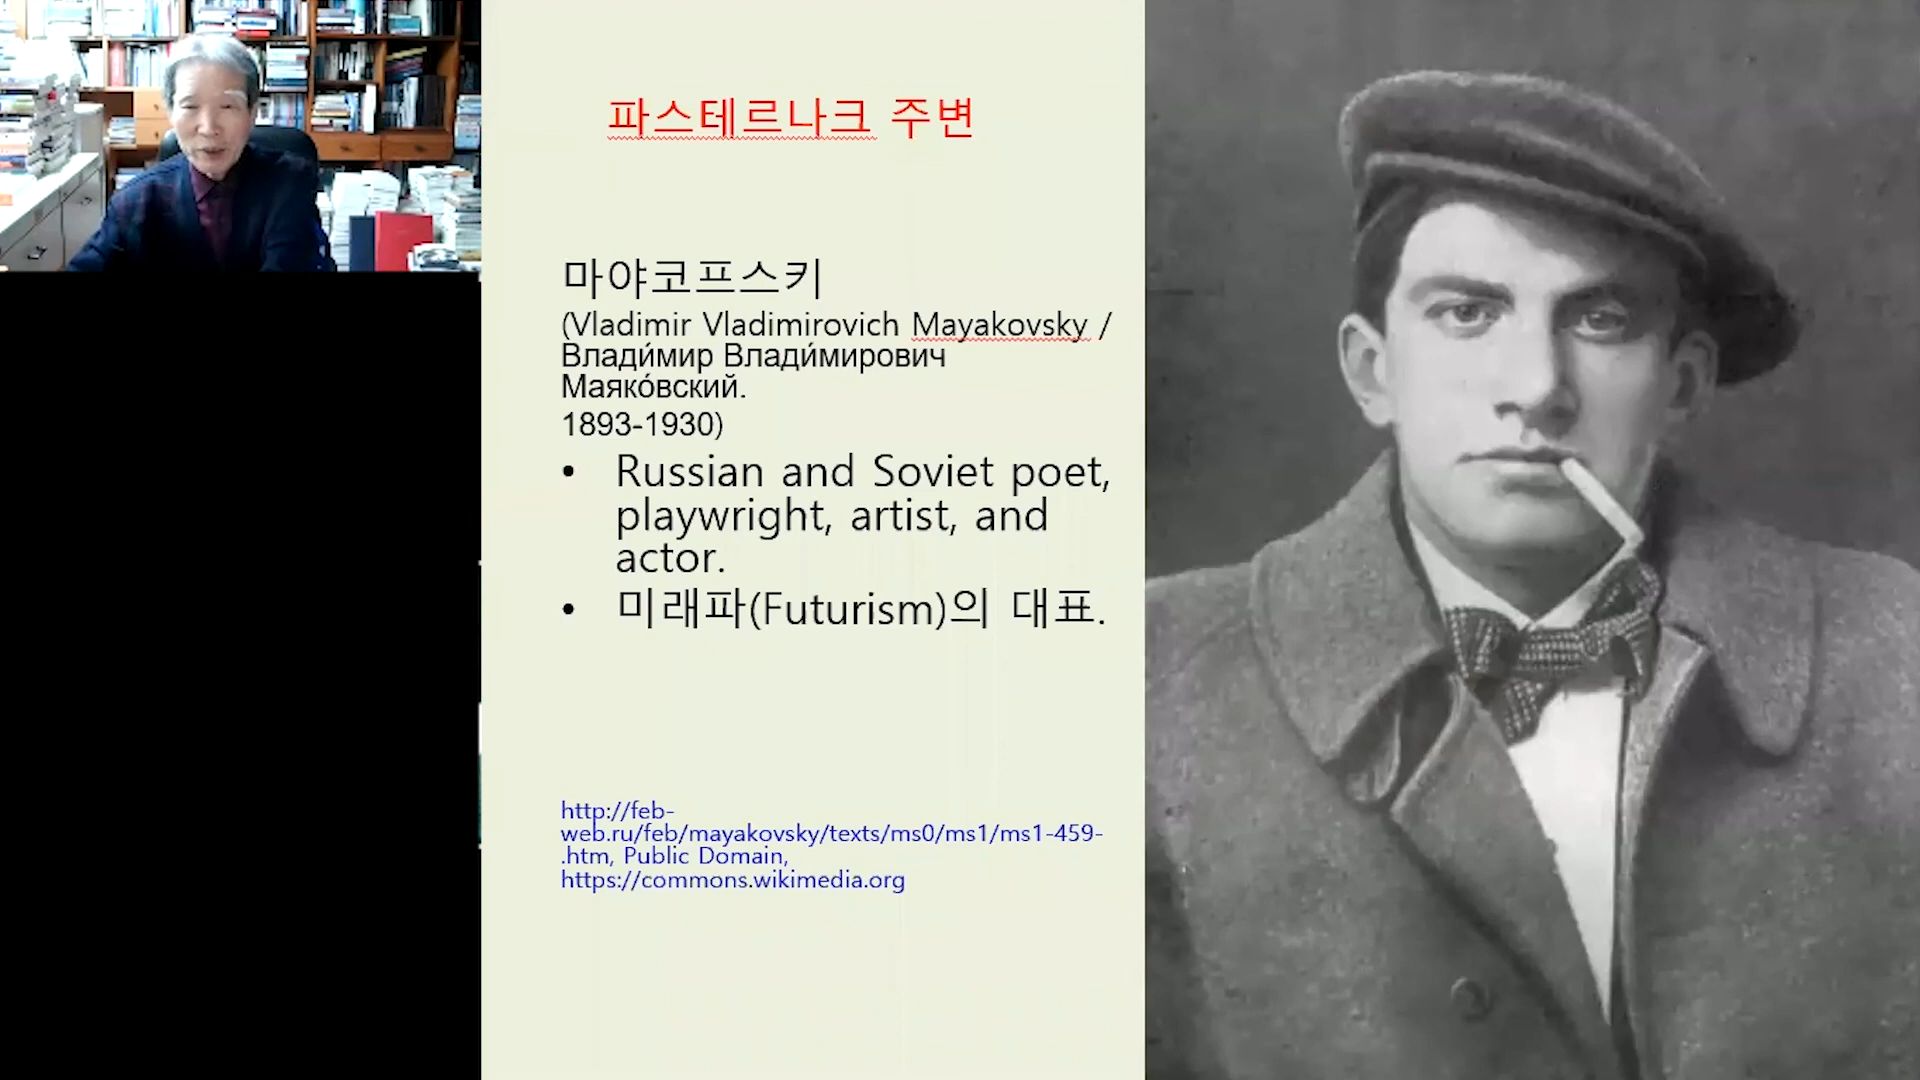 파스테르나크 주변
마야코프스키
(Vladimir Vladimirovich Mayakovsky /
Влади́мир Влади́мирович
Маяко́вский.
1893-1930)
• Russian and Soviet poet,
playwright, artist, and
actor.
• 미래파(Futurism)의 대표.
http://feb-
web.ru/feb/mayakovsky/texts/ms0/ms1/ms1-459-
.htm, Public Domain,
https://commons.wikimedia.org